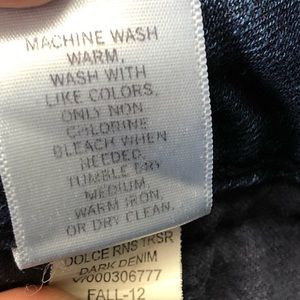 MACHINE WASH
WARM,
WASH WITH
LIKE COLORS,
ONLY NON
CHLORINE
BLEACH WHEN
NEEDED,
TUMBLE DRY
MEDIUM,
WARM IRON,
OR DRY CLEAN.
DOLCE RNS TRSR
DARK DENIM
V7000306777
FALL-12